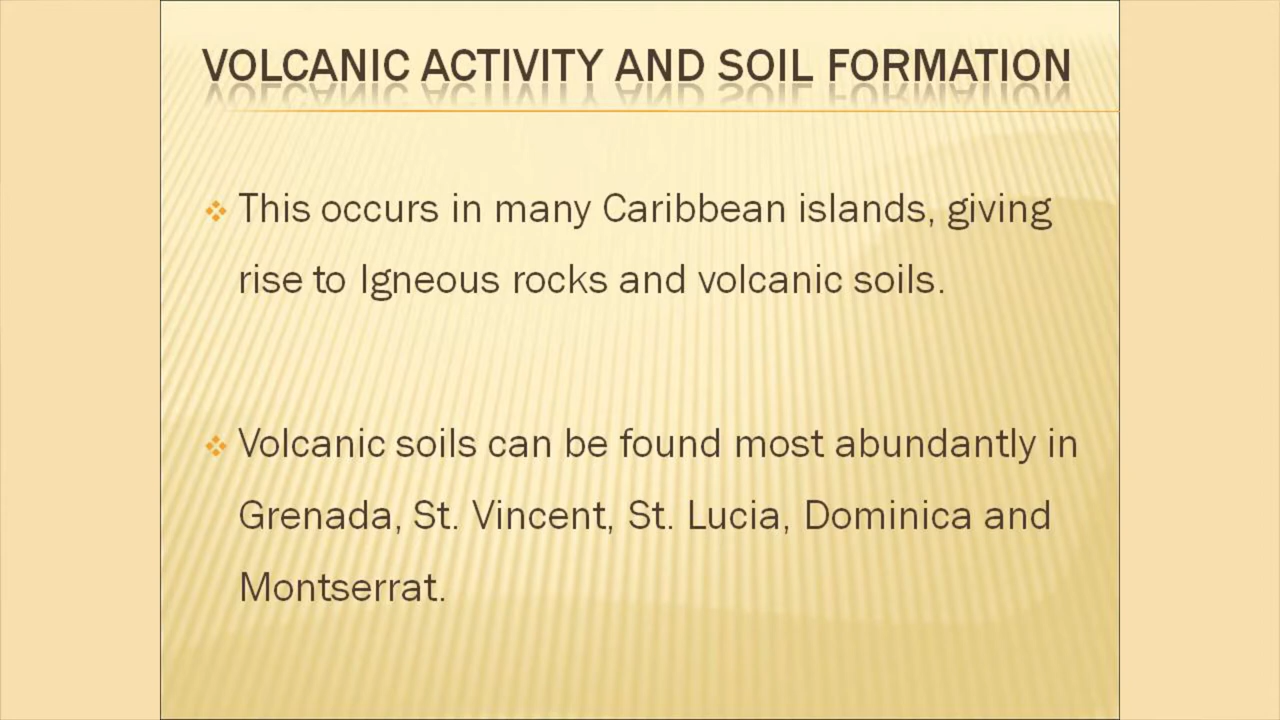 VOLCANIC ACTIVITY AND SOIL FORMATION
This occurs in many Caribbean islands, giving
rise to Igneous rocks and volcanic soils.
Volcanic soils can be found most abundantly in
Grenada, St. Vincent, St. Lucia, Dominica and
Montserrat.